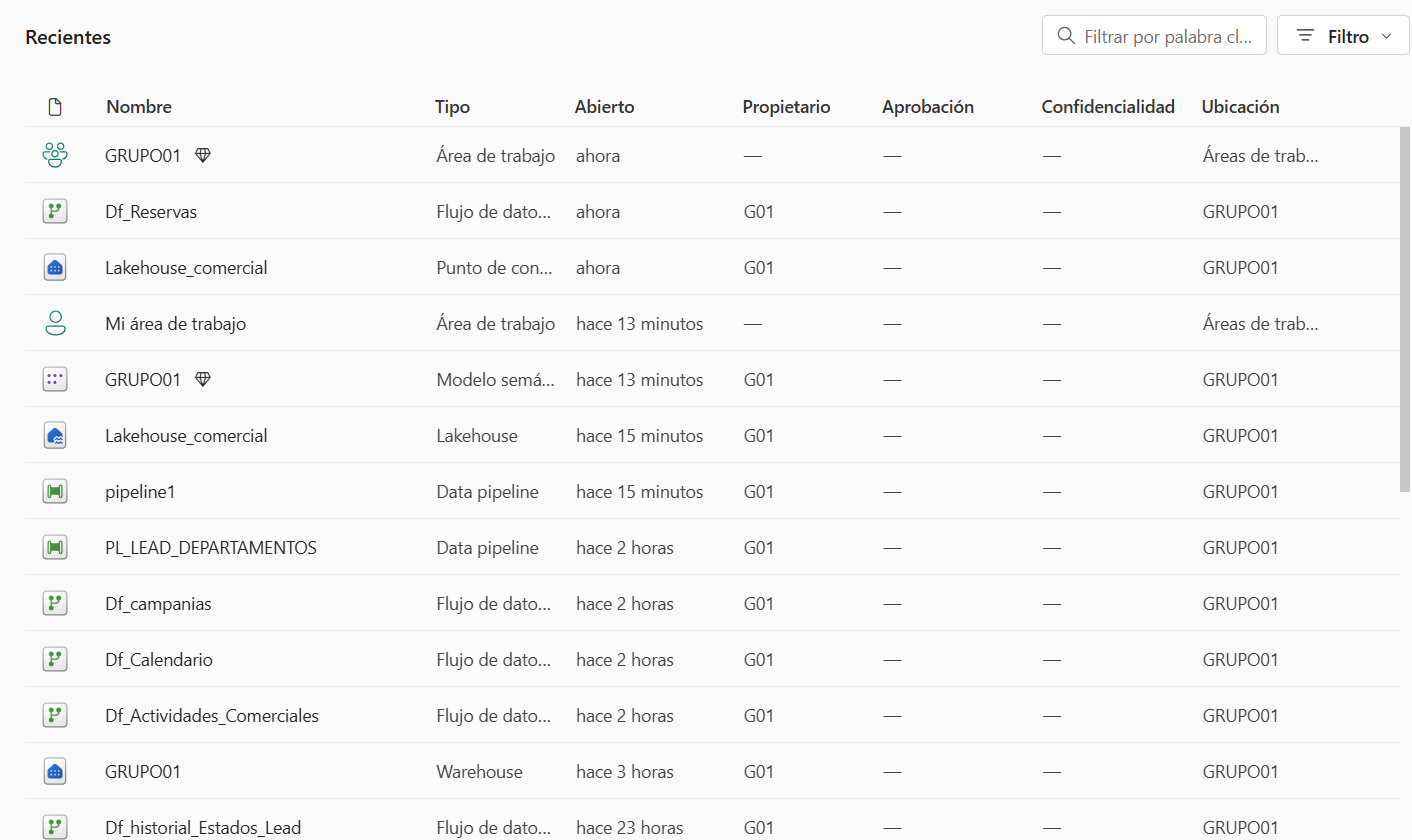 Recientes
Filtrar por palabra cl...
Filtro
Nombre Tipo Abierto Propietario Aprobación Confidencialidad Ubicación
GRUPO01 Área de trabajo ahora — — — Áreas de trab...
Df_Reservas Flujo de dato... ahora G01 — — GRUPO01
Lakehouse_comercial Punto de con... ahora G01 — — GRUPO01
Mi área de trabajo Área de trabajo hace 13 minutos — — — Áreas de trab...
GRUPO01 Modelo semá... hace 13 minutos G01 — — GRUPO01
Lakehouse_comercial Lakehouse hace 15 minutos G01 — — GRUPO01
pipeline1 Data pipeline hace 15 minutos G01 — — GRUPO01
PL_LEAD_DEPARTAMENTOS Data pipeline hace 2 horas G01 — — GRUPO01
Df_campanias Flujo de dato... hace 2 horas G01 — — GRUPO01
Df_Calendario Flujo de dato... hace 2 horas G01 — — GRUPO01
Df_Actividades_Comerciales Flujo de dato... hace 2 horas G01 — — GRUPO01
GRUPO01 Warehouse hace 3 horas G01 — — GRUPO01
Df_historial_Estados_Lead Flujo de dato... hace 23 horas G01 — — GRUPO01